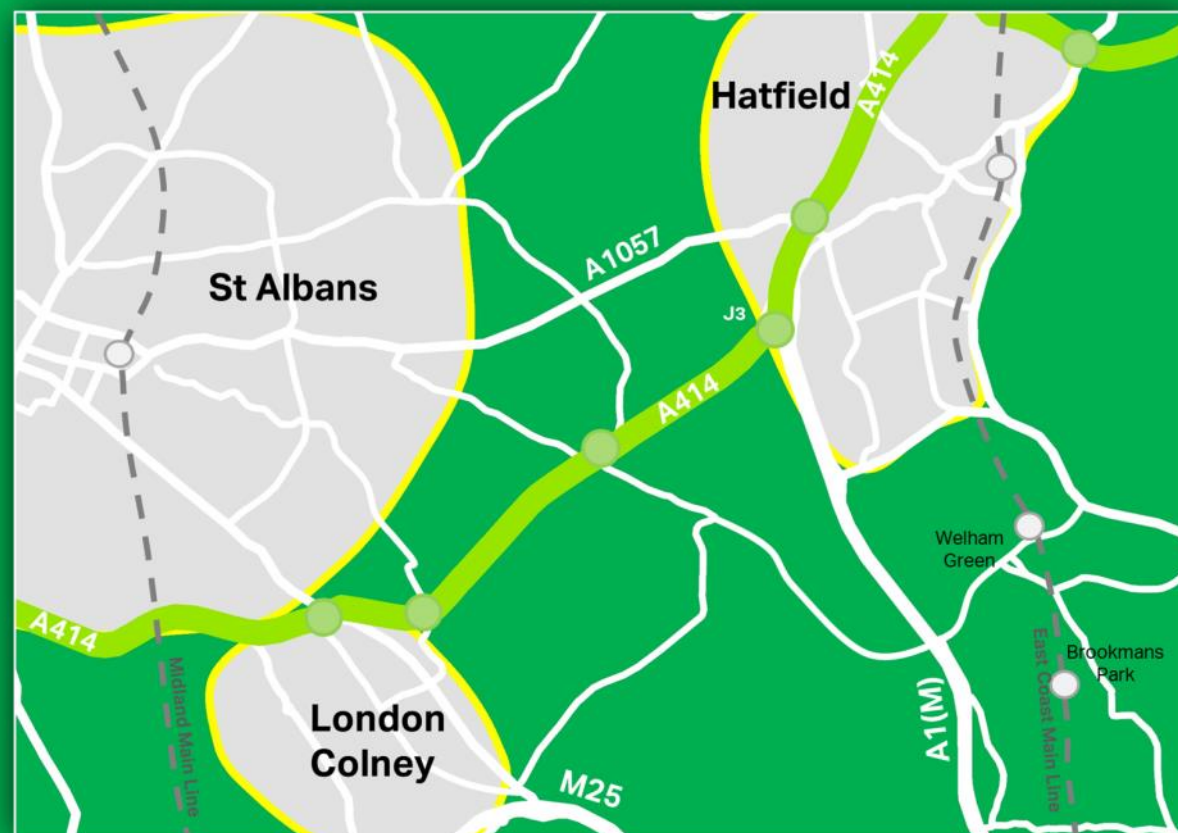 Hatfield
A414
A1057
St Albans
J3
A414
Welham
Green
A414
Midland Main Line
East Coast Main Line
Brookmans
Park
London
Colney
A1(M)
M25